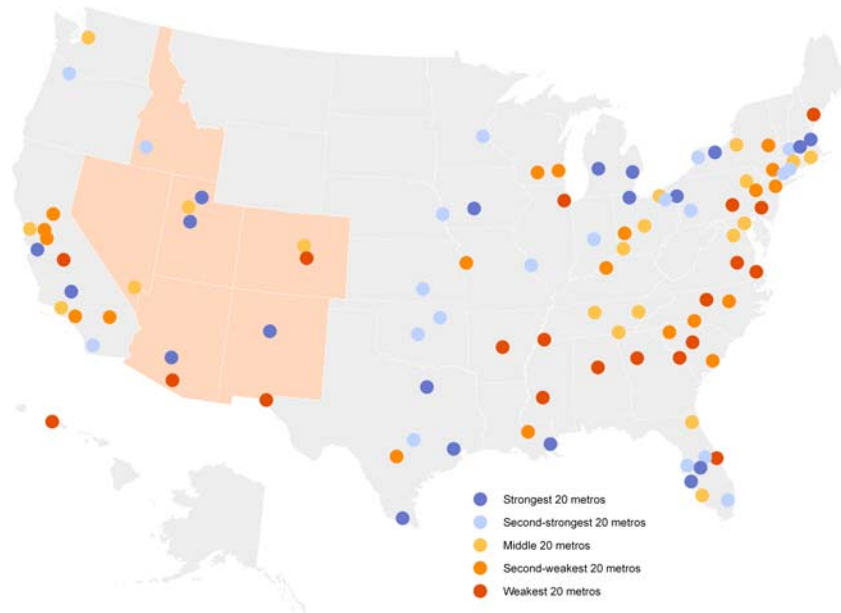 Strongest 20 metros
Second-strongest 20 metros
Middle 20 metros
Second-weakest 20 metros
Weakest 20 metros